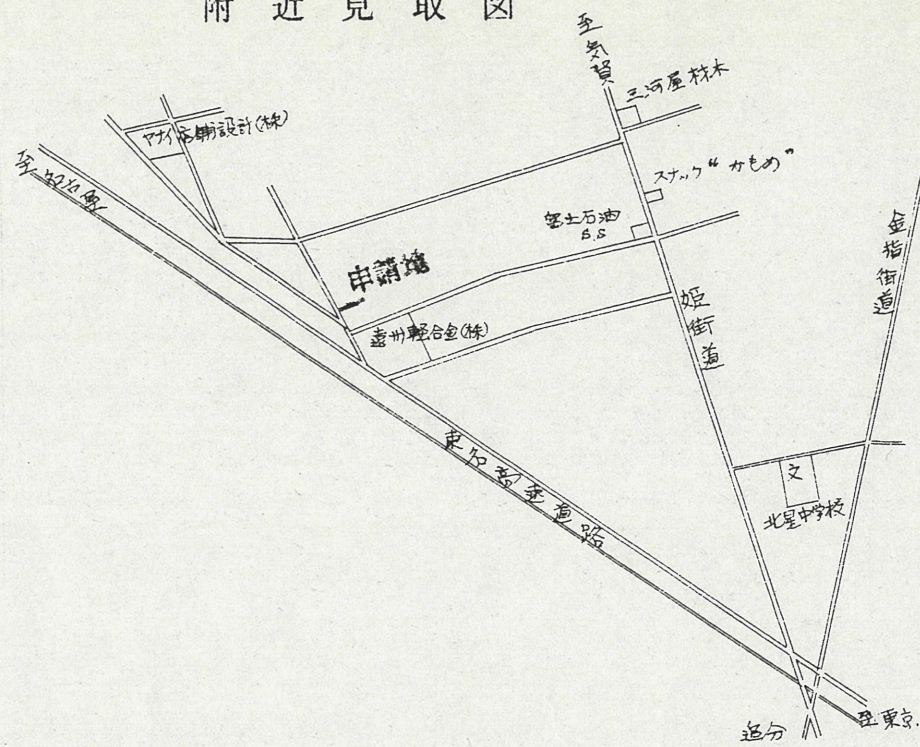 附近見取図
至気賀
三河屋材木
ヤナイ店舗設計(株)
至名古屋
スナック“かもめ”
富士石油
S.S
金指街道
申請地
姫街道
遠州軽合金(株)
東名高速道路
文
北星中学校
追分
至東京